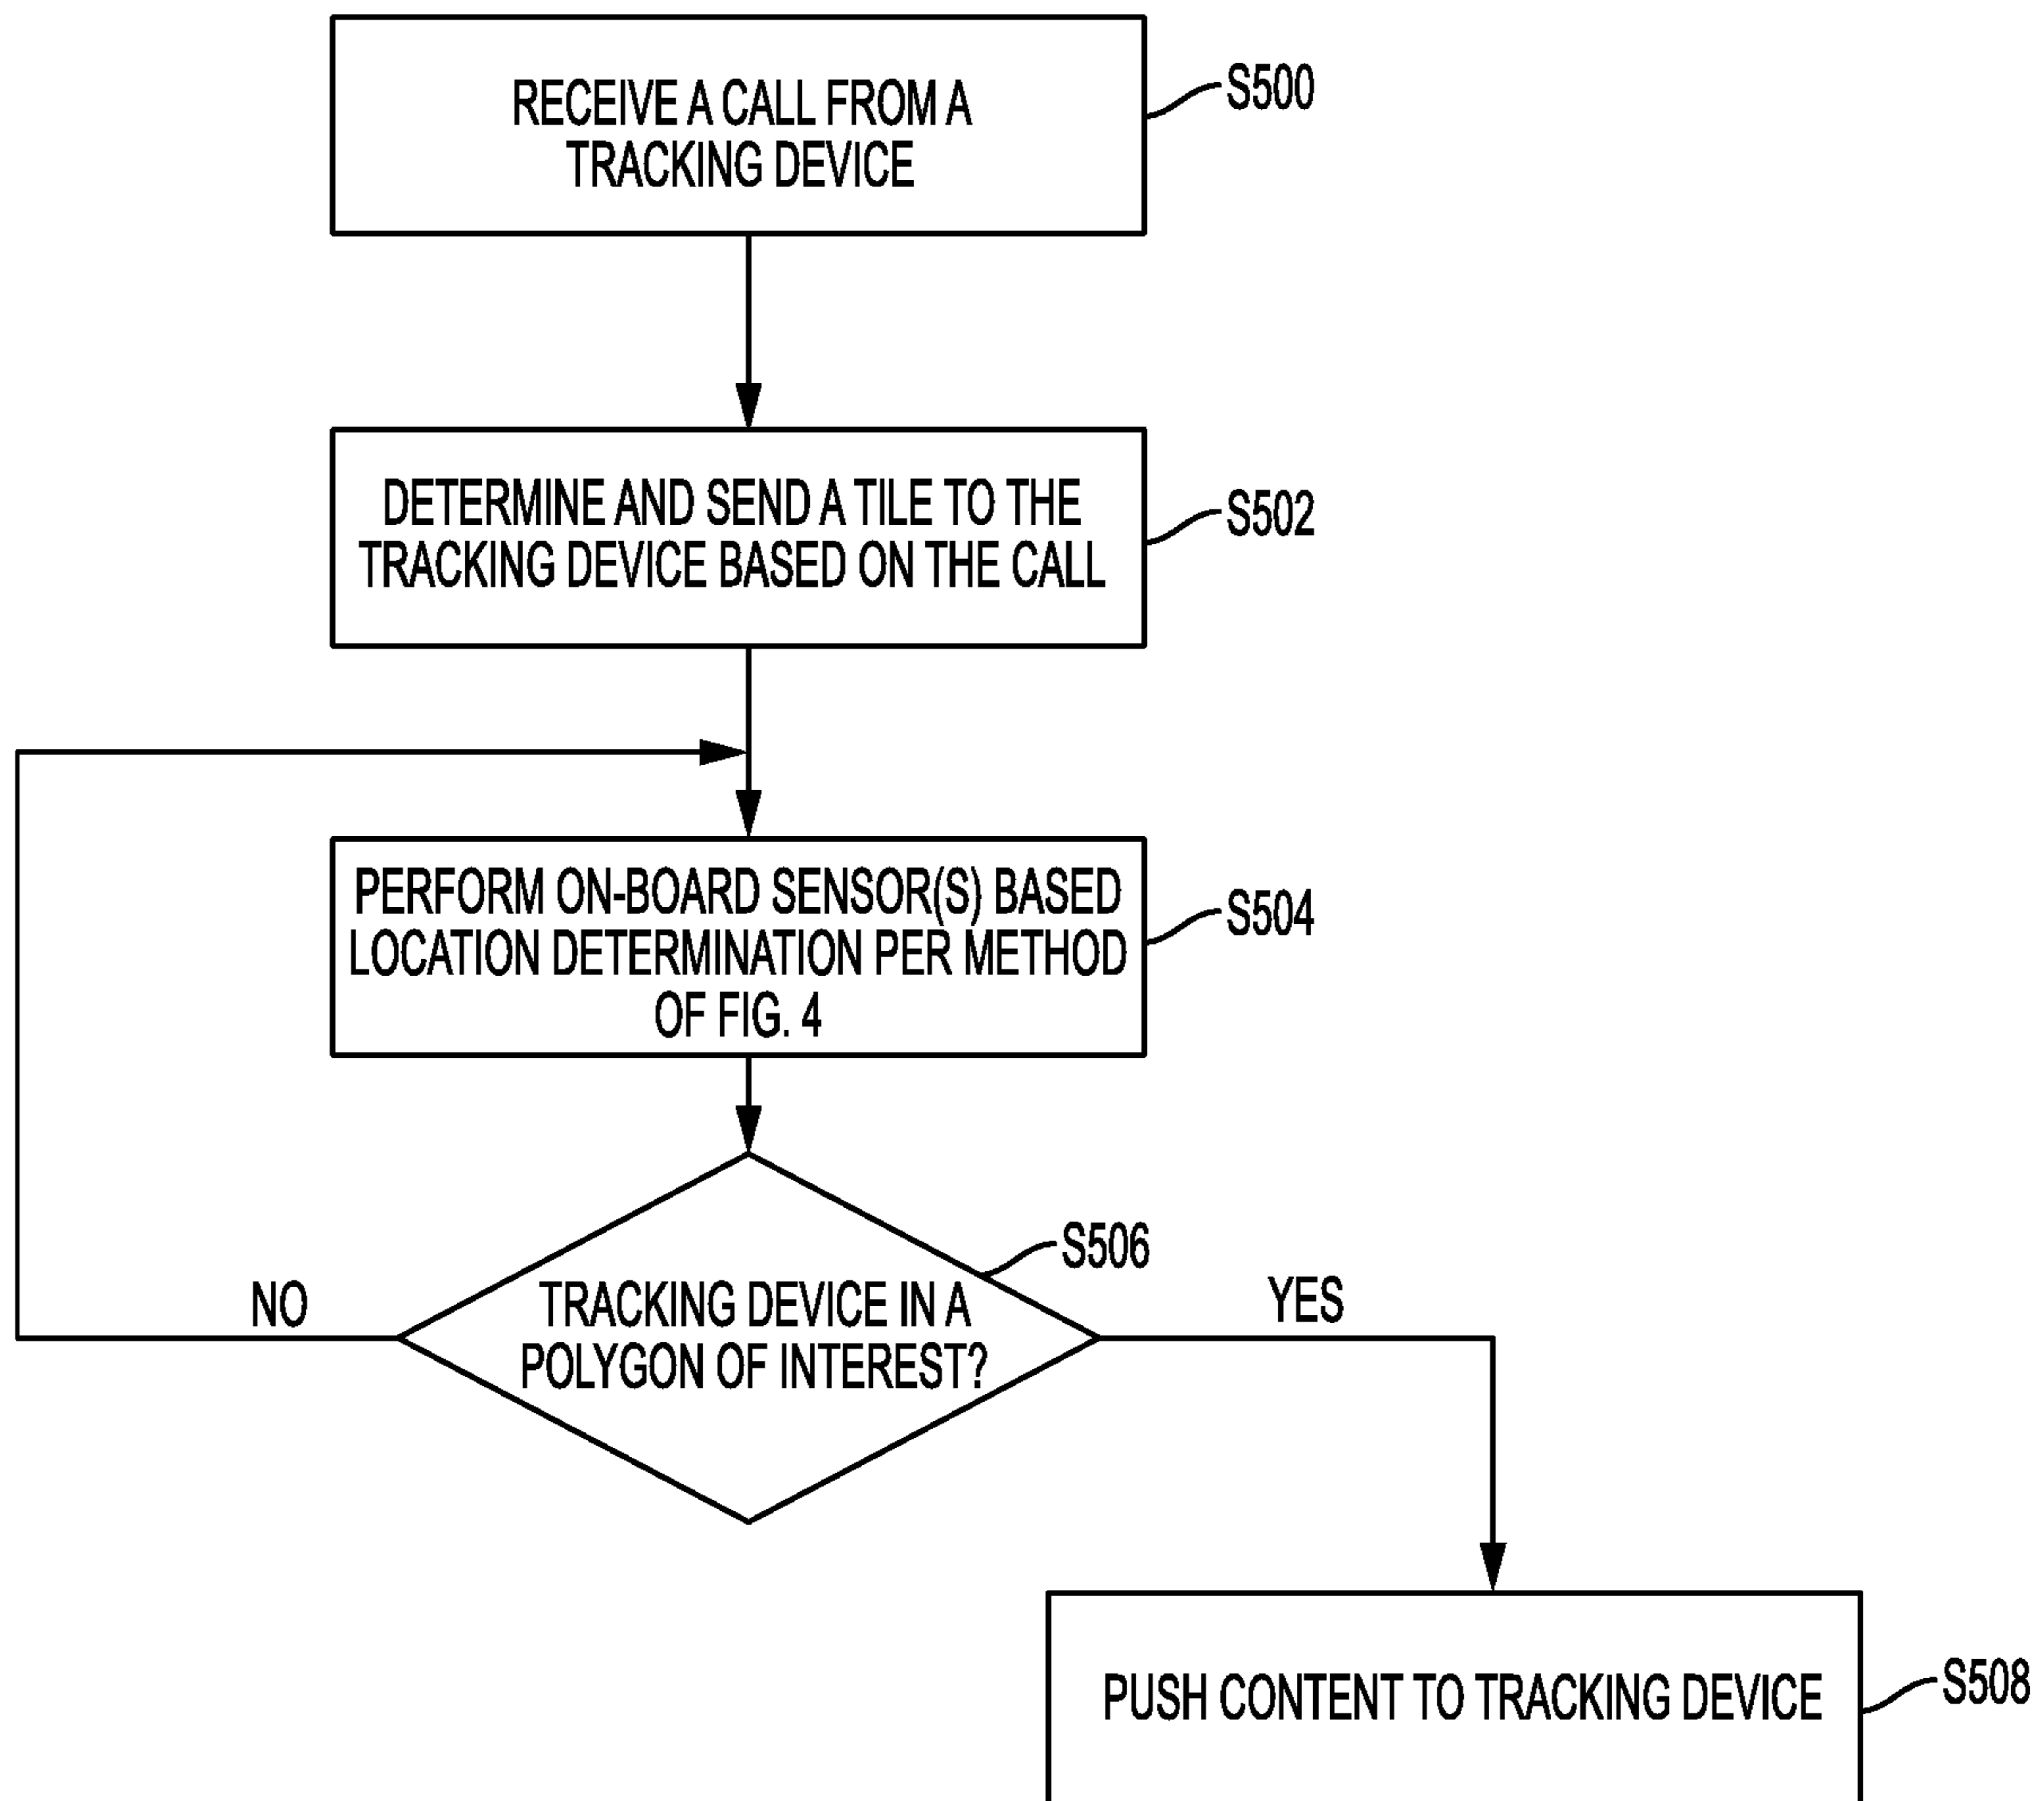 RECEIVE A CALL FROM A
TRACKING DEVICE
S500
DETERMINE AND SEND A TILE TO THE
TRACKING DEVICE BASED ON THE CALL
S502
PERFORM ON-BOARD SENSOR(S) BASED
LOCATION DETERMINATION PER METHOD
OF FIG. 4
S504
S506
TRACKING DEVICE IN A
POLYGON OF INTEREST?
NO
YES
PUSH CONTENT TO TRACKING DEVICE
S508